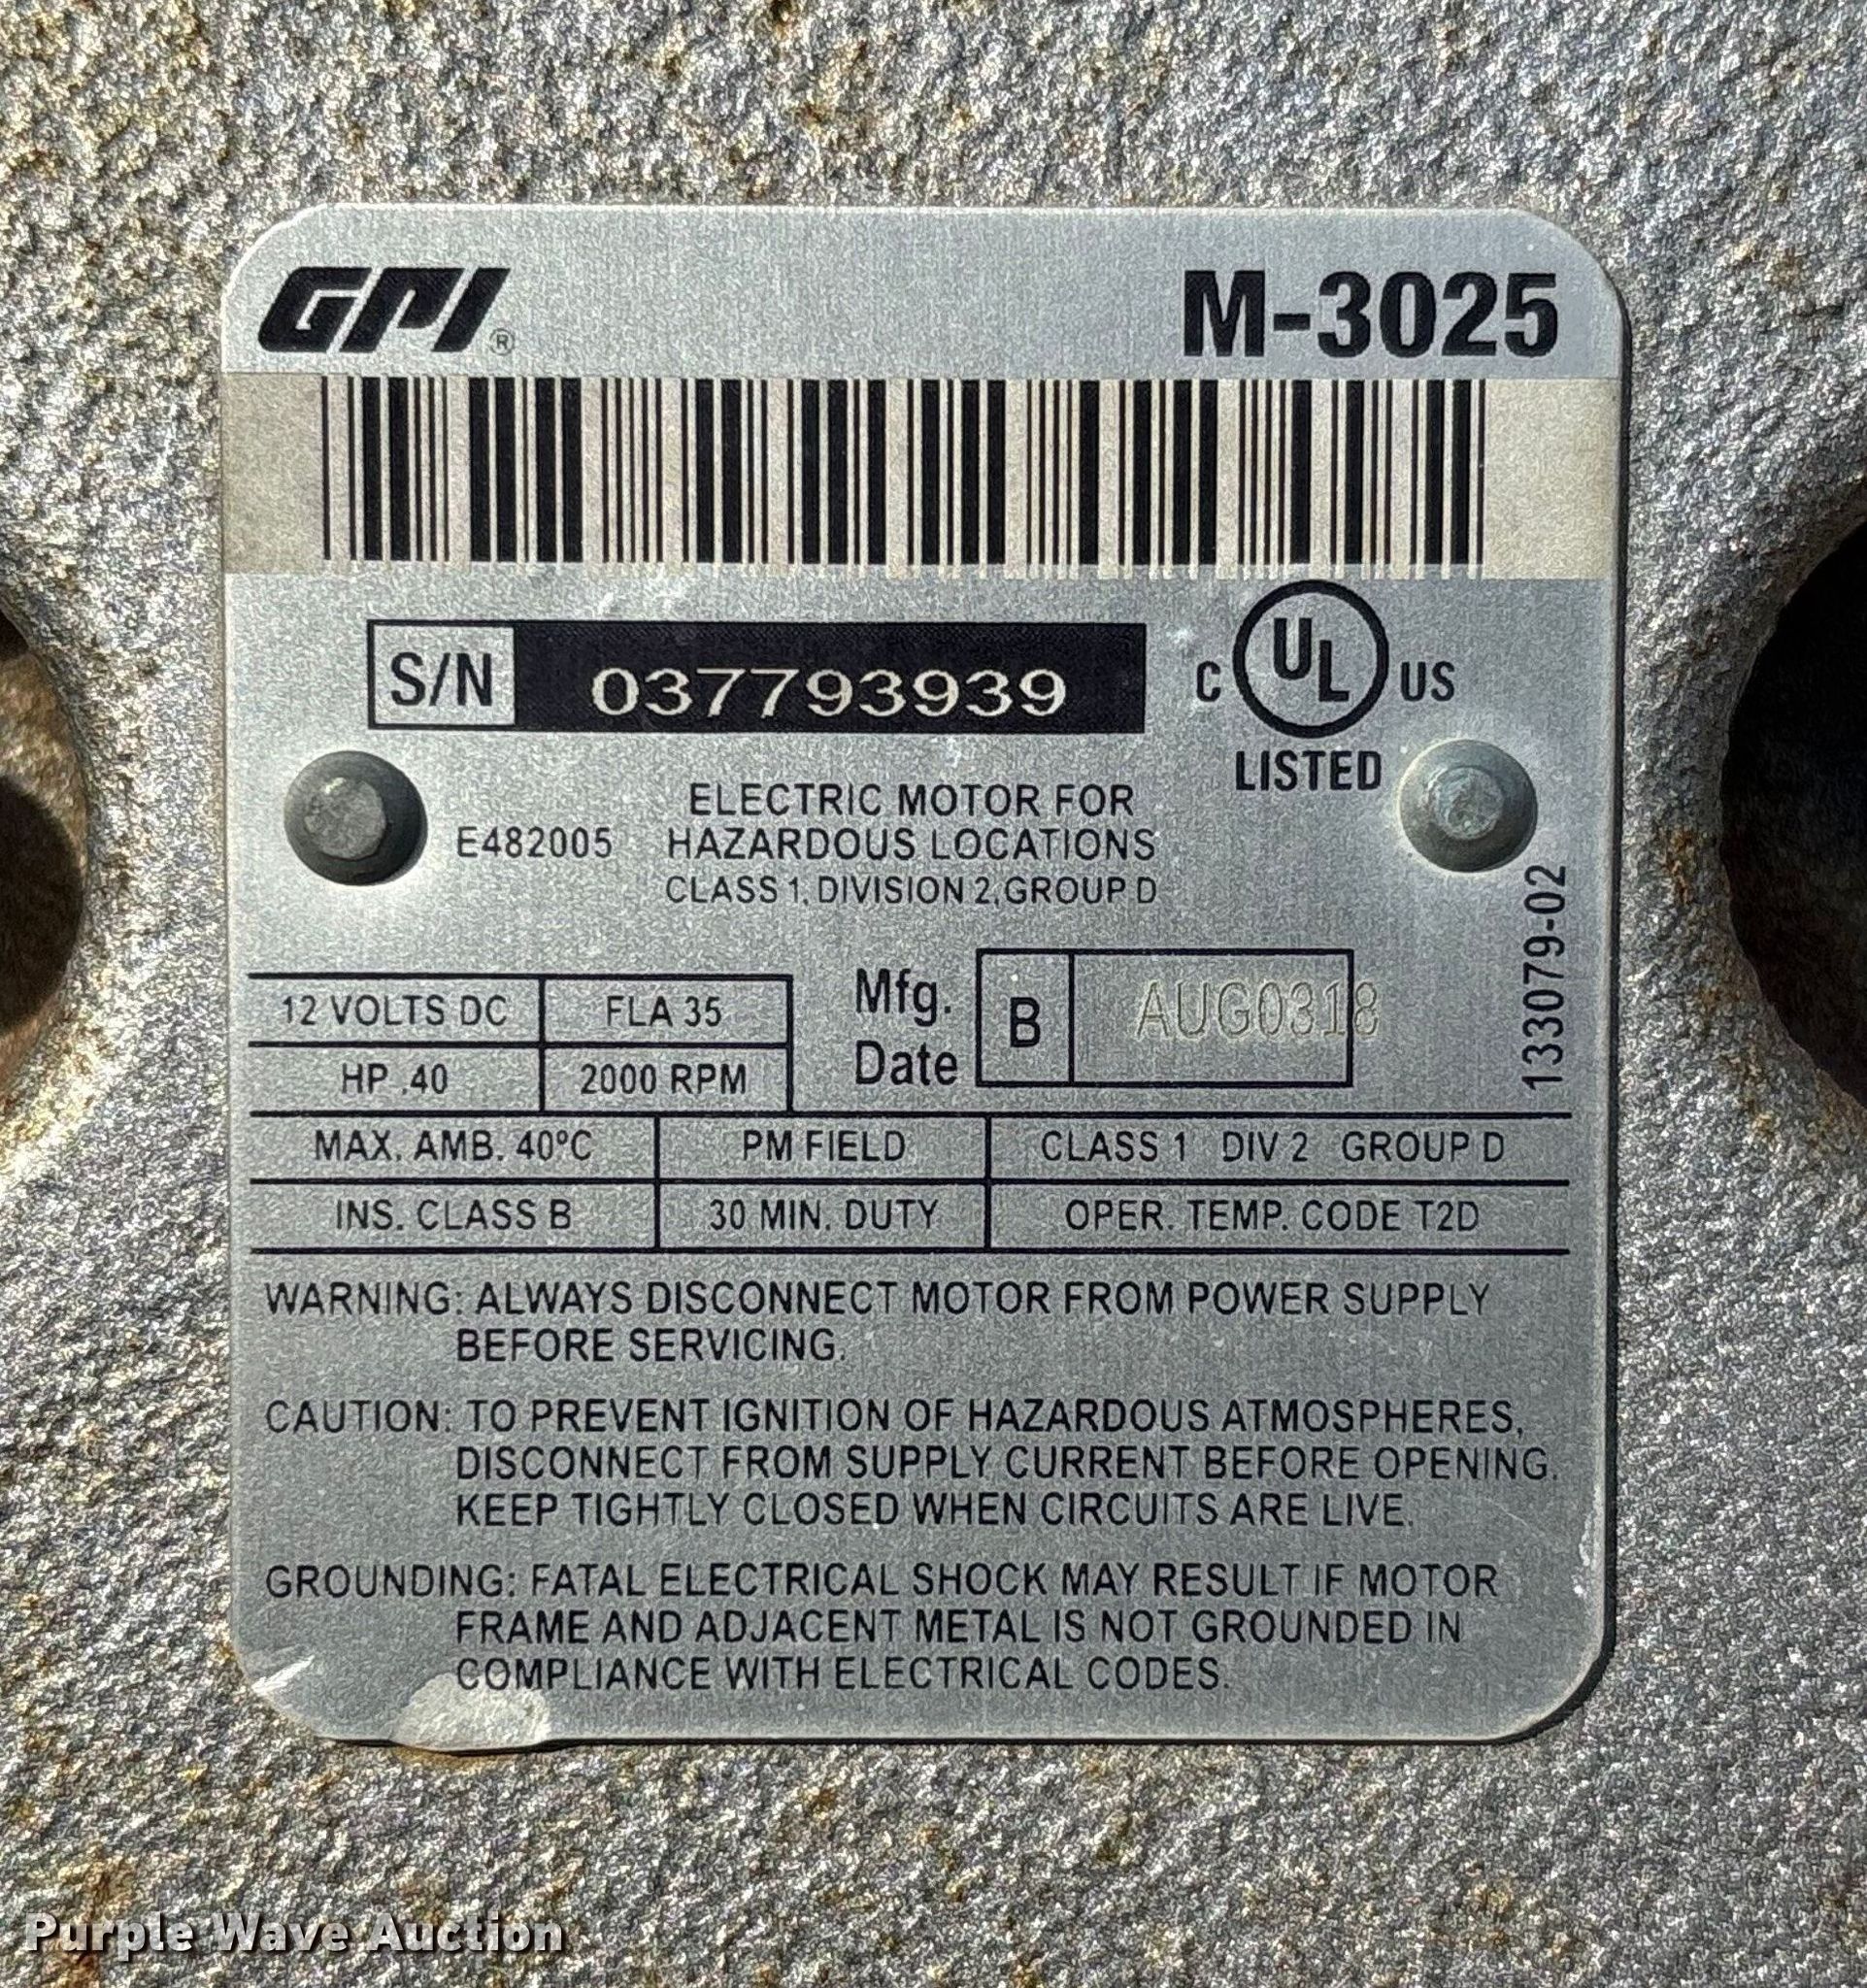 GPI® M-3025
S/N 037793939
C UL US
LISTED
ELECTRIC MOTOR FOR
E482005 HAZARDOUS LOCATIONS
CLASS 1, DIVISION 2, GROUP D
133079-02
12 VOLTS DC FLA 35
HP .40 2000 RPM
Mfg.
Date B AUG0318
MAX. AMB. 40ºC PM FIELD CLASS 1 DIV 2 GROUP D
INS. CLASS B 30 MIN. DUTY OPER. TEMP. CODE T2D
WARNING: ALWAYS DISCONNECT MOTOR FROM POWER SUPPLY
BEFORE SERVICING.
CAUTION: TO PREVENT IGNITION OF HAZARDOUS ATMOSPHERES,
DISCONNECT FROM SUPPLY CURRENT BEFORE OPENING.
KEEP TIGHTLY CLOSED WHEN CIRCUITS ARE LIVE.
GROUNDING: FATAL ELECTRICAL SHOCK MAY RESULT IF MOTOR
FRAME AND ADJACENT METAL IS NOT GROUNDED IN
COMPLIANCE WITH ELECTRICAL CODES.
Purple Wave Auction